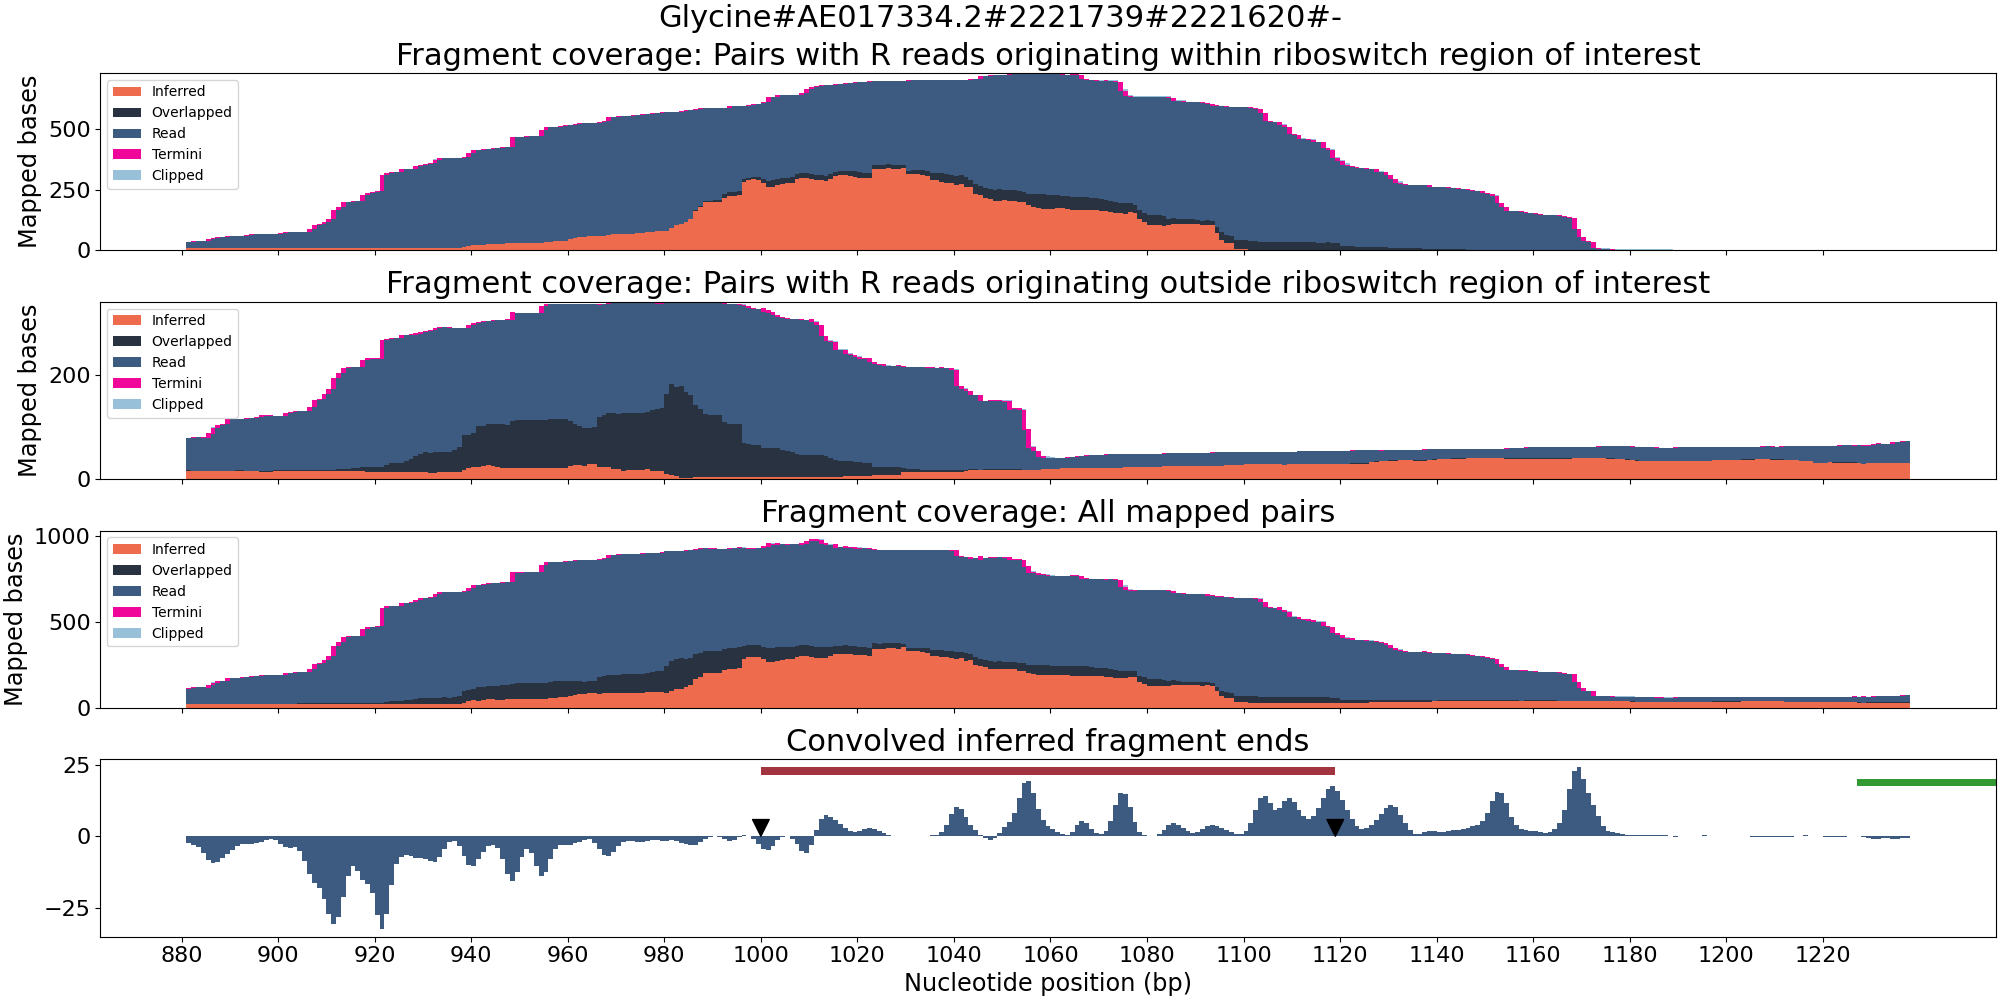 Glycine#AE017334.2#2221739#2221620#-
Fragment coverage: Pairs with R reads originating within riboswitch region of interest
Mapped bases
500
250
0
Inferred
Overlapped
Read
Termini
Clipped
Fragment coverage: Pairs with R reads originating outside riboswitch region of interest
Mapped bases
200
0
Inferred
Overlapped
Read
Termini
Clipped
Fragment coverage: All mapped pairs
Mapped bases
1000
500
0
Inferred
Overlapped
Read
Termini
Clipped
Convolved inferred fragment ends
25
0
−25
880 900 920 940 960 980 1000 1020 1040 1060 1080 1100 1120 1140 1160 1180 1200 1220
Nucleotide position (bp)